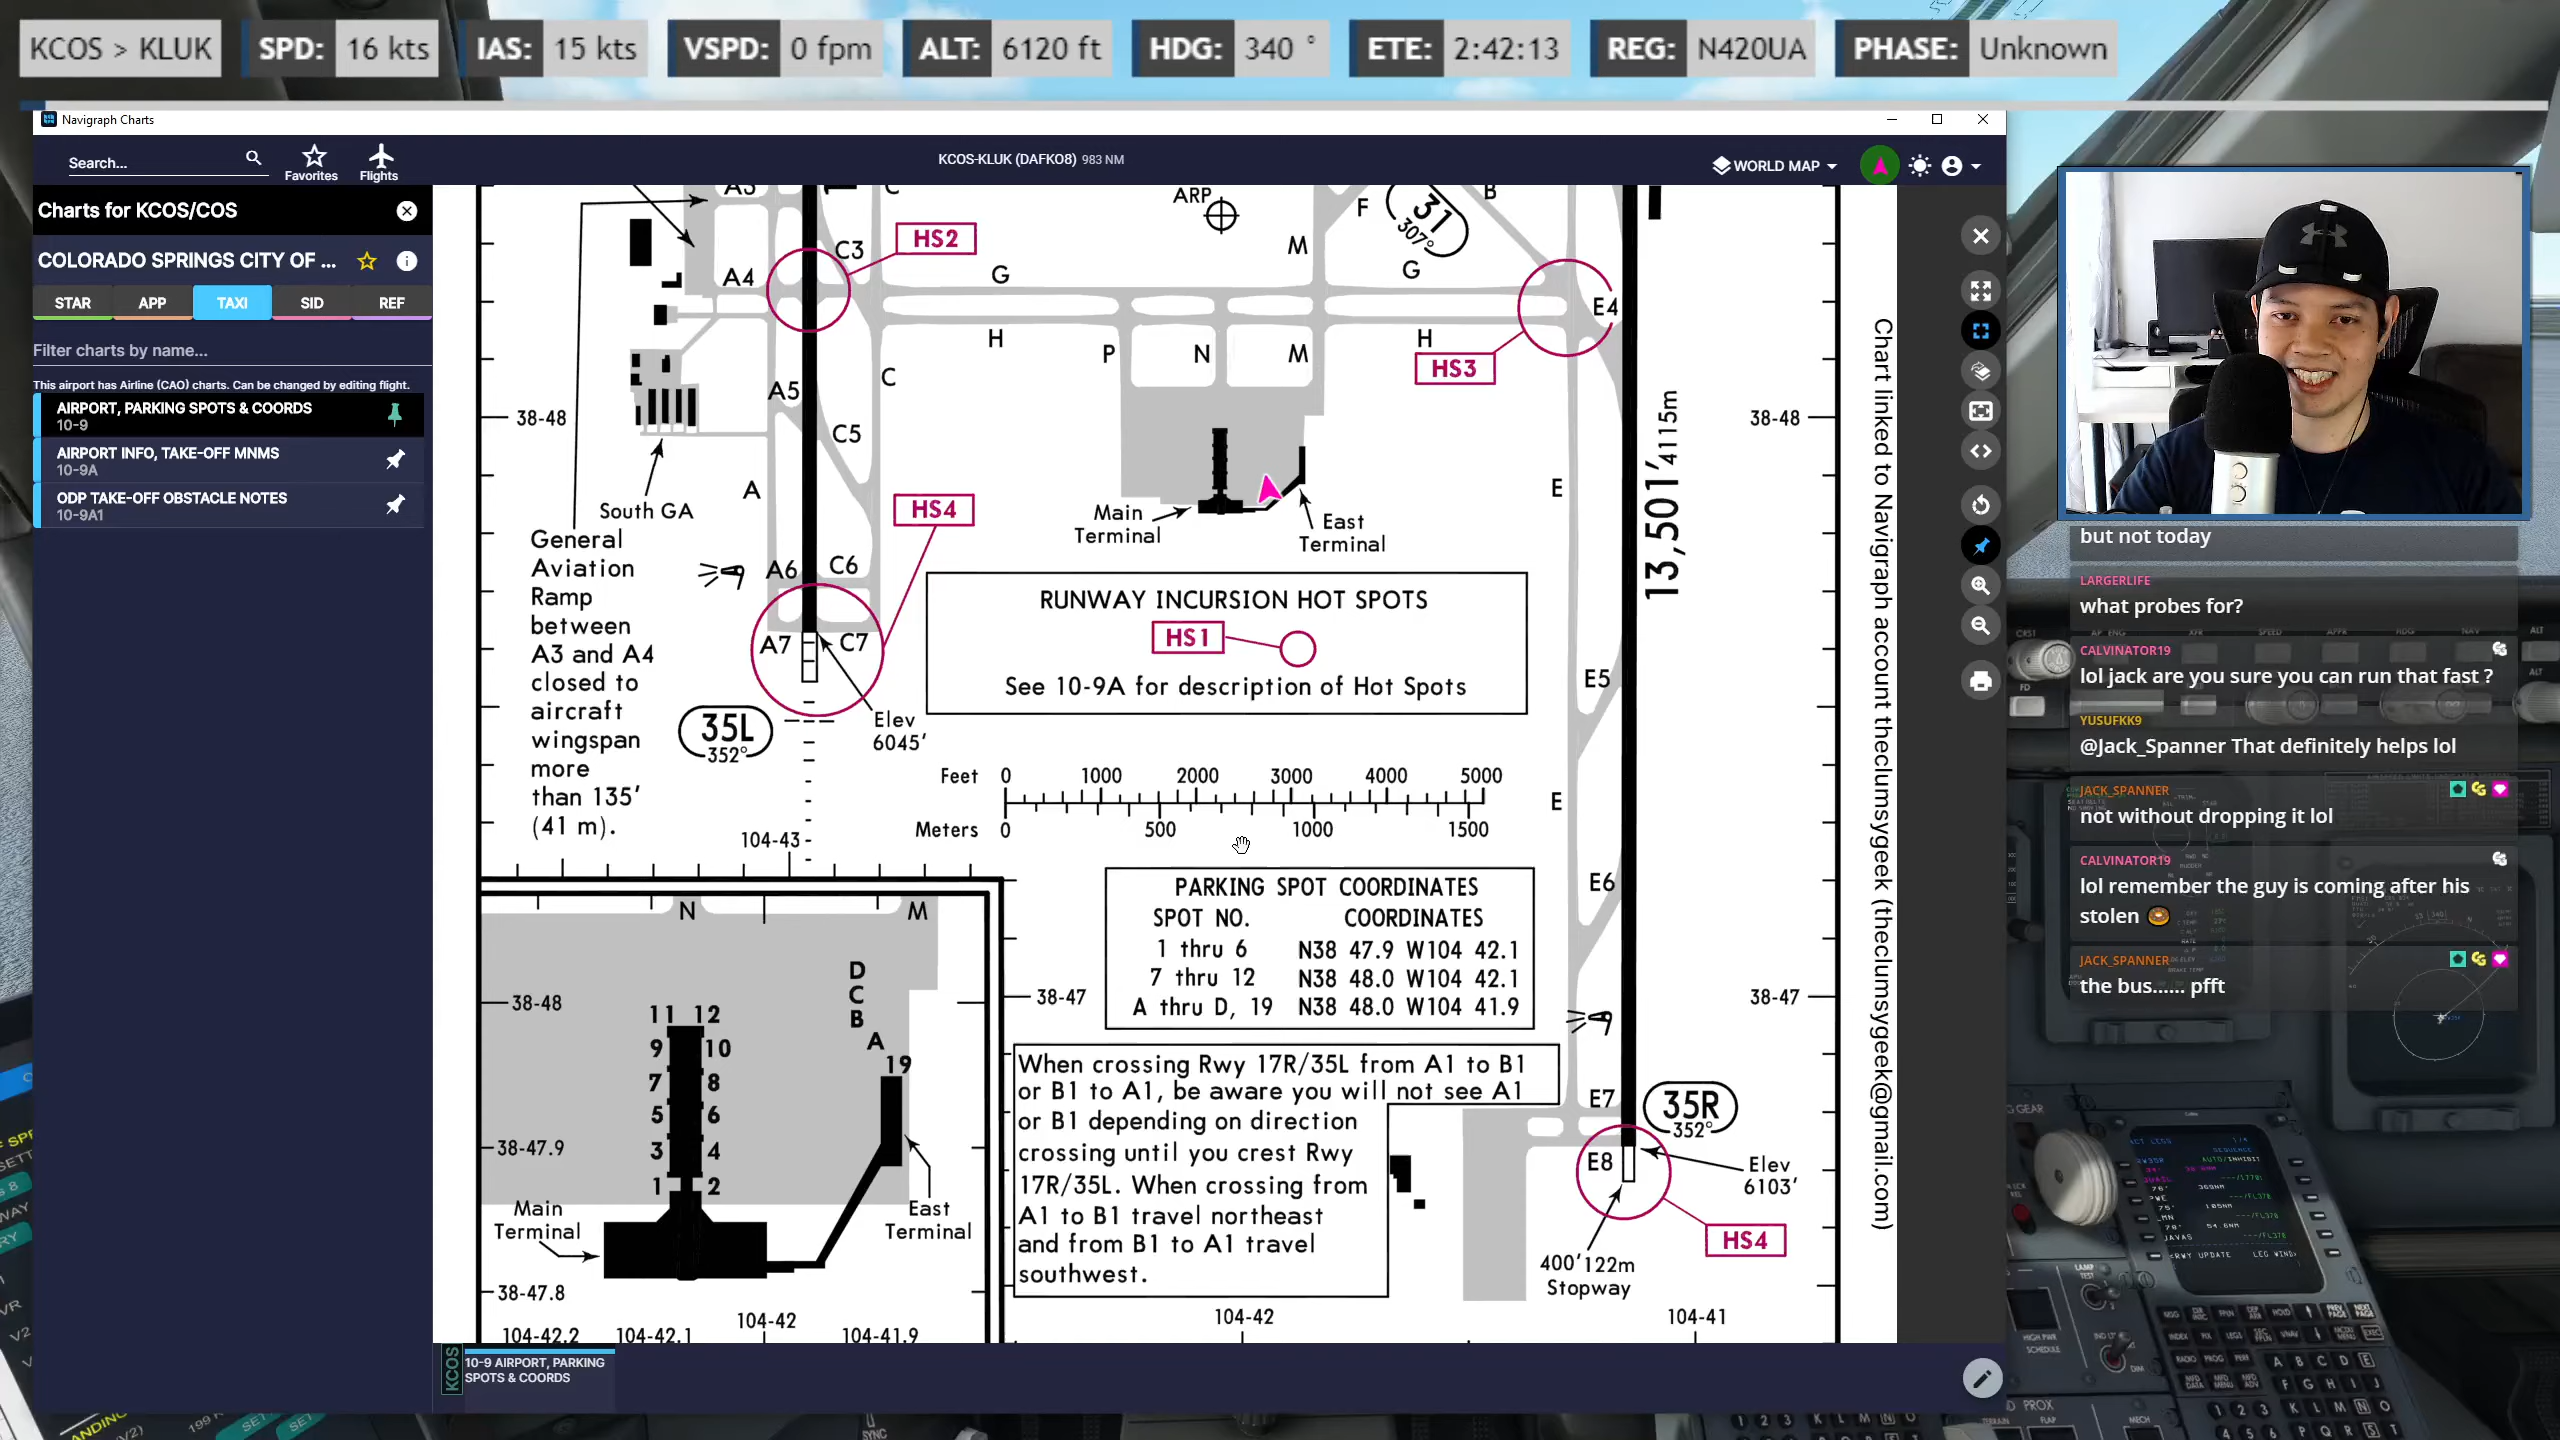 KCOS > KLUK
SPD: 16 kts
IAS: 15 kts
VSPD: 0 fpm
ALT: 6120 ft
HDG: 340 °
ETE: 2:42:13
REG: N420UA
PHASE: Unknown
Navigraph Charts
Search...
Favorites
Flights
KCOS-KLUK (DAFK08) 983 NM
WORLD MAP
Charts for KCOS/COS
COLORADO SPRINGS CITY OF ...
STAR
APP
TAXI
SID
REF
Filter charts by name...
This airport has Airline (CAO) charts. Can be changed by editing flight.
AIRPORT, PARKING SPOTS & COORDS
10-9
AIRPORT INFO, TAKE-OFF MNMS
10-9A
ODP TAKE-OFF OBSTACLE NOTES
10-9A1
A3
C
ARP
F
31
307°
B
HS2
C3
M
A4
G
G
E4
H
P
N
M
H
HS3
A5
C
38-48
C5
38-48
South GA
A
HS4
Main
Terminal
East
Terminal
E
13,501' 4115m
General
Aviation
Ramp
between
A3 and A4
closed to
aircraft
wingspan
more
than 135'
(41 m).
A6
C6
A7
C7
35L
352°
Elev
6045'
RUNWAY INCURSION HOT SPOTS
HS1
See 10-9A for description of Hot Spots
E5
Feet 0 1000 2000 3000 4000 5000
Meters 0 500 1000 1500
104-43
E
PARKING SPOT COORDINATES
SPOT NO. COORDINATES
1 thru 6 N38 47.9 W104 42.1
7 thru 12 N38 48.0 W104 42.1
A thru D, 19 N38 48.0 W104 41.9
E6
38-47
38-47
When crossing Rwy 17R/35L from A1 to B1
or B1 to A1, be aware you will not see A1
or B1 depending on direction
crossing until you crest Rwy
17R/35L. When crossing from
A1 to B1 travel northeast
and from B1 to A1 travel
southwest.
E7
35R
352°
E8
Elev
6103'
HS4
400' 122m
Stopway
104-42
104-41
N
M
D
C
B
A
19
38-48
11 12
9 10
7 8
5 6
3 4
1 2
38-47.9
Main
Terminal
East
Terminal
38-47.8
104-42.2
104-42.1
104-42
104-41.9
Chart linked to Navigraph account theclumsygeek (theclumsygeek@gmail.com)
KCOS
10-9 AIRPORT, PARKING
SPOTS & COORDS
but not today
LARGERLIFE
what probes for?
CALVINATOR19
lol jack are you sure you can run that fast ?
YUSUFKK9
@Jack_Spanner That definitely helps lol
JACK_SPANNER
not without dropping it lol
CALVINATOR19
lol remember the guy is coming after his
stolen 🍩
JACK_SPANNER
the bus...... pfft